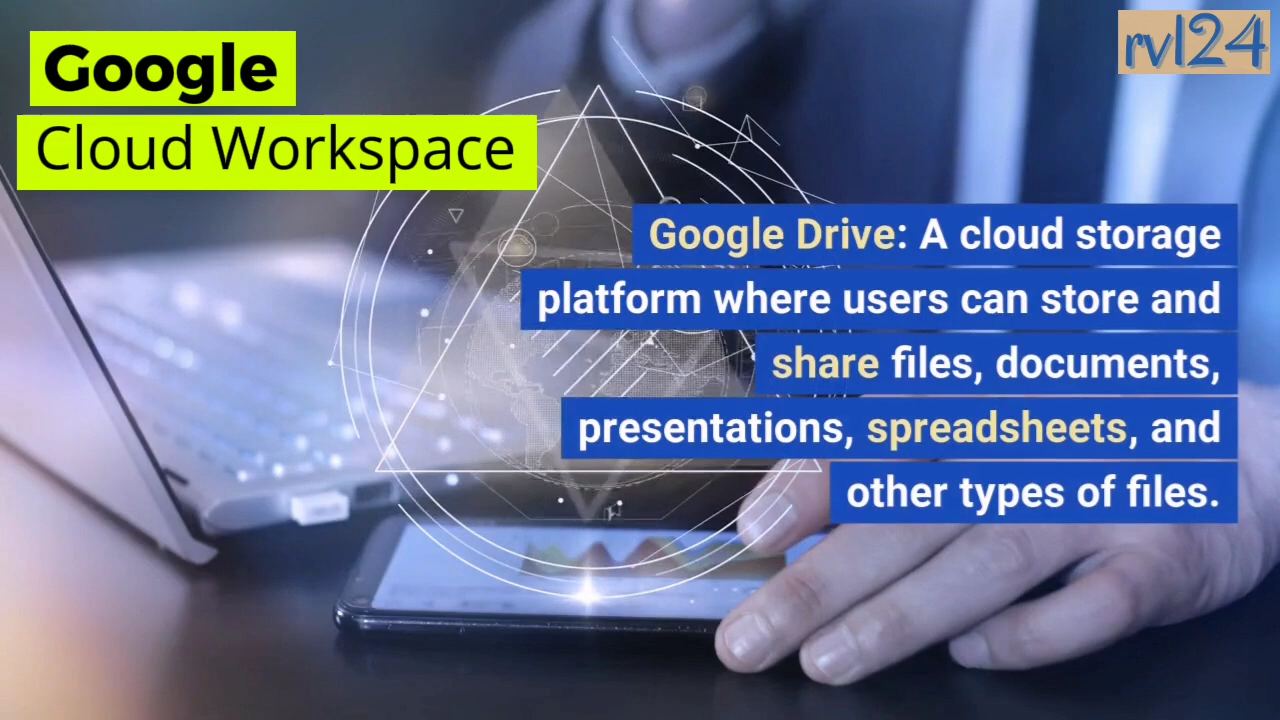 rvl24
Google
Cloud Workspace
Google Drive: A cloud storage
platform where users can store and
share files, documents,
presentations, spreadsheets, and
other types of files.